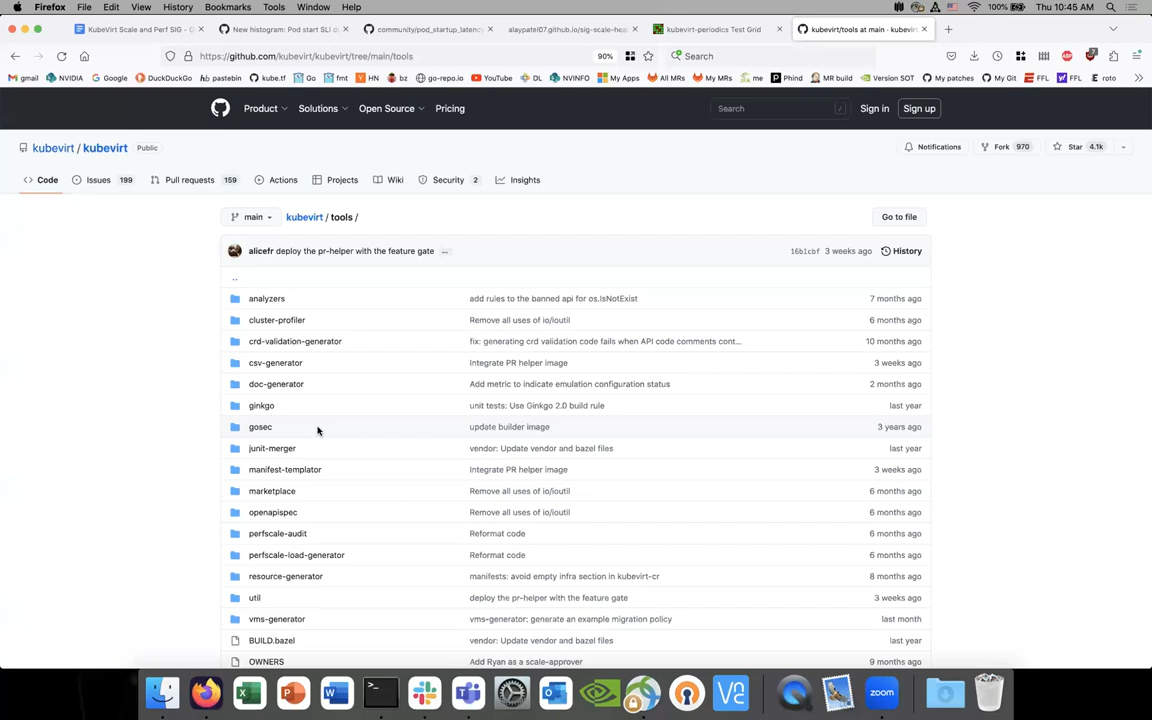 Firefox File Edit View History Bookmarks Tools Window Help 100% Thu 10:45 AM
KubeVirt Scale and Perf SIG - G × New histogram: Pod start SLI d × community/pod_startup_latency × alaypatel07.github.io/sig-scale-heal × kubevirt-periodics Test Grid × kubevirt/tools at main · kubevirt ×
https://github.com/kubevirt/kubevirt/tree/main/tools 90% Search
gmail NVIDIA Google DuckDuckGo pastebin kube.tf Go fmt HN bz go-repo.io YouTube DL NVINFO My Apps All MRs My MRs me Phind MR build Version SOT My patches My Git FFL FFL roto
Product Solutions Open Source Pricing Search / Sign in Sign up
kubevirt / kubevirt Public Notifications Fork 970 Star 4.1k
Code Issues 199 Pull requests 159 Actions Projects Wiki Security 2 Insights
main kubevirt / tools / Go to file
alicefr deploy the pr-helper with the feature gate ... 16b1cbf 3 weeks ago History
..
analyzers add rules to the banned api for os.IsNotExist 7 months ago
cluster-profiler Remove all uses of io/ioutil 6 months ago
crd-validation-generator fix: generating crd validation code fails when API code comments cont... 10 months ago
csv-generator Integrate PR helper image 3 weeks ago
doc-generator Add metric to indicate emulation configuration status 2 months ago
ginkgo unit tests: Use Ginkgo 2.0 build rule last year
gosec update builder image 3 years ago
junit-merger vendor: Update vendor and bazel files last year
manifest-templator Integrate PR helper image 3 weeks ago
marketplace Remove all uses of io/ioutil 6 months ago
openapispec Remove all uses of io/ioutil 6 months ago
perfscale-audit Reformat code 6 months ago
perfscale-load-generator Reformat code 6 months ago
resource-generator manifests: avoid empty infra section in kubevirt-cr 8 months ago
util deploy the pr-helper with the feature gate 3 weeks ago
vms-generator vms-generator: generate an example migration policy last month
BUILD.bazel vendor: Update vendor and bazel files last year
OWNERS Add Ryan as a scale-approver 9 months ago
zoom